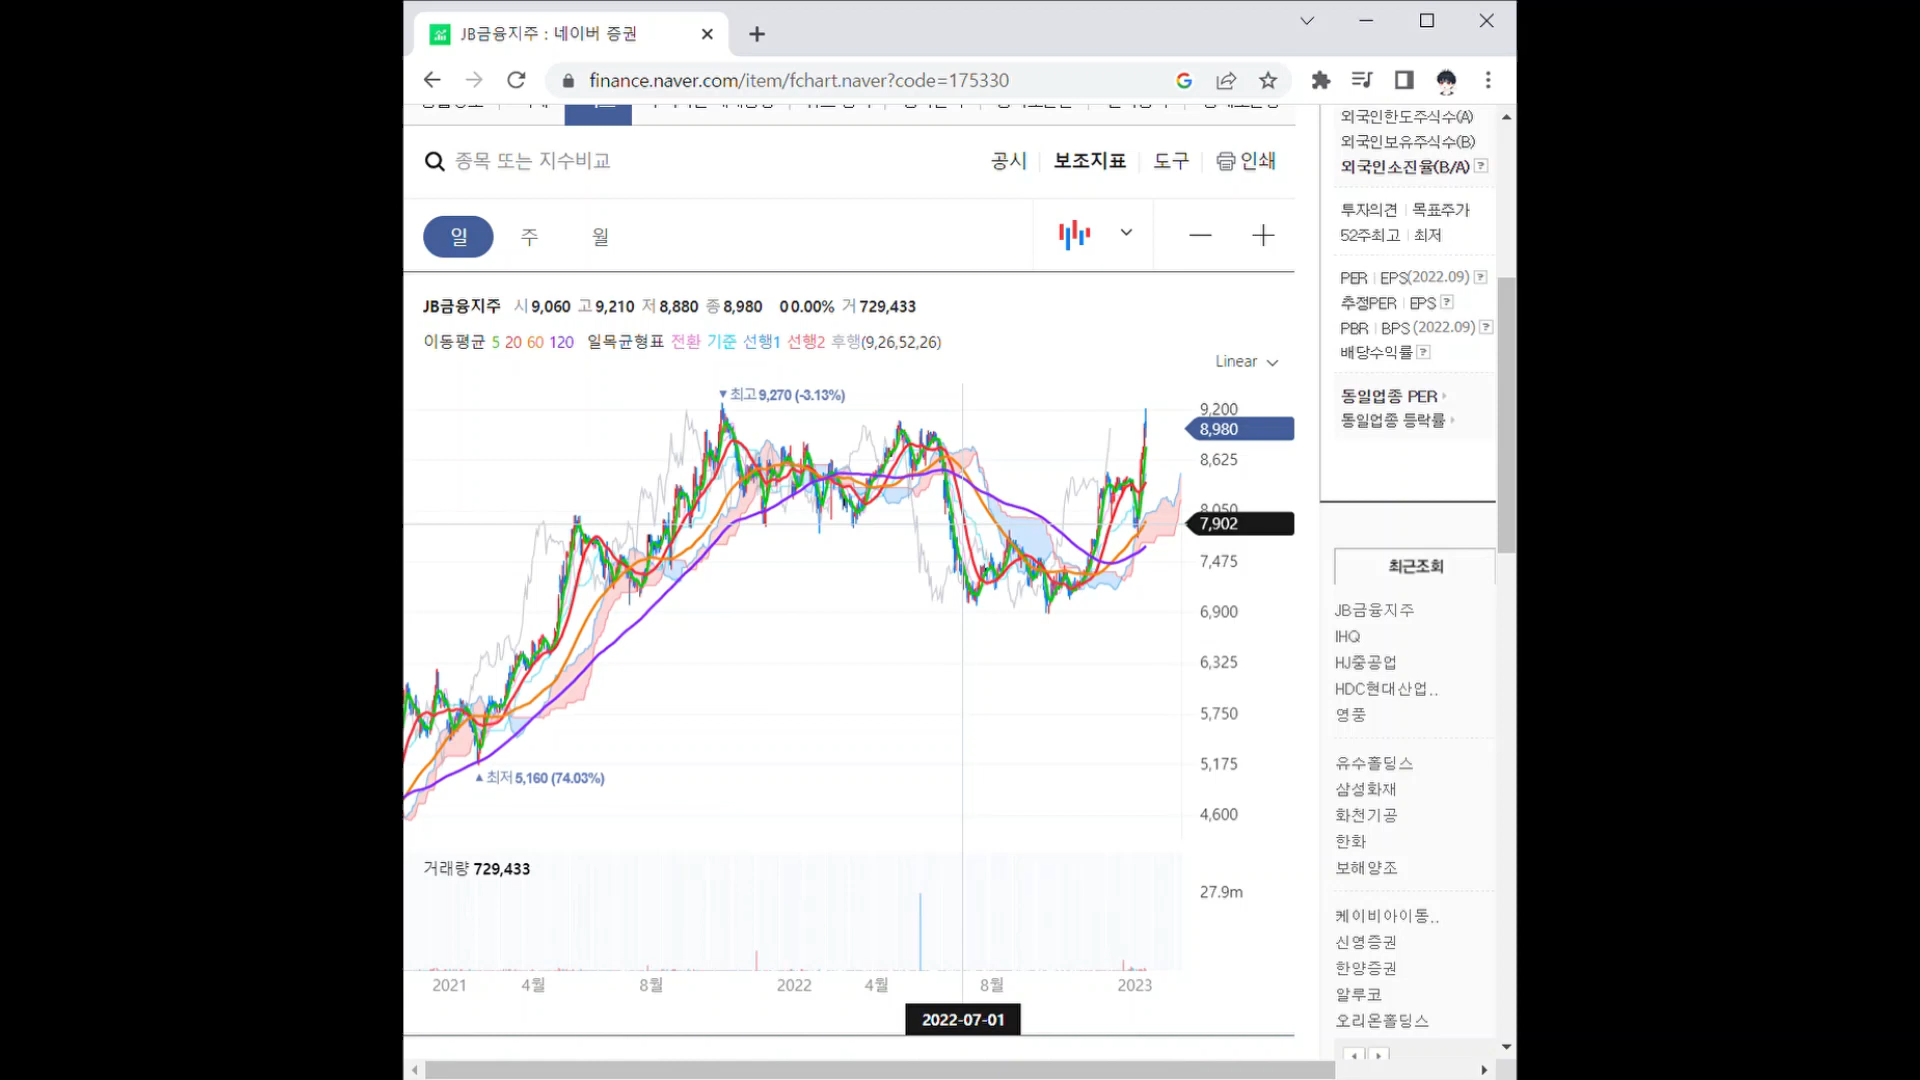 JB금융지주 : 네이버 증권
finance.naver.com/item/fchart.naver?code=175330
종목 또는 지수비교
공시 보조지표 도구 인쇄
일 주 월
JB금융지주 시 9,060 고 9,210 저 8,880 종 8,980 0 0.00% 거 729,433
이동평균 5 20 60 120 일목균형표 전환 기준 선행1 선행2 후행(9,26,52,26)
Linear
▼최고 9,270 (-3.13%)
9,200
8,980
8,625
8,050
7,902
7,475
6,900
6,325
5,750
5,175
4,600
▲최저 5,160 (74.03%)
거래량 729,433
27.9m
2021 4월 8월 2022 4월 8월 2023
2022-07-01
외국인한도주식수(A)
외국인보유주식수(B)
외국인소진율(B/A) ?
투자의견 | 목표주가
52주최고 | 최저
PER | EPS(2022.09) ?
추정PER | EPS ?
PBR | BPS (2022.09) ?
배당수익률 ?
동일업종 PER
동일업종 등락률
최근조회
JB금융지주
IHQ
HJ중공업
HDC현대산업..
영풍
유수홀딩스
삼성화재
화천기공
한화
보해양조
케이비아이동..
신영증권
한양증권
알루코
오리온홀딩스